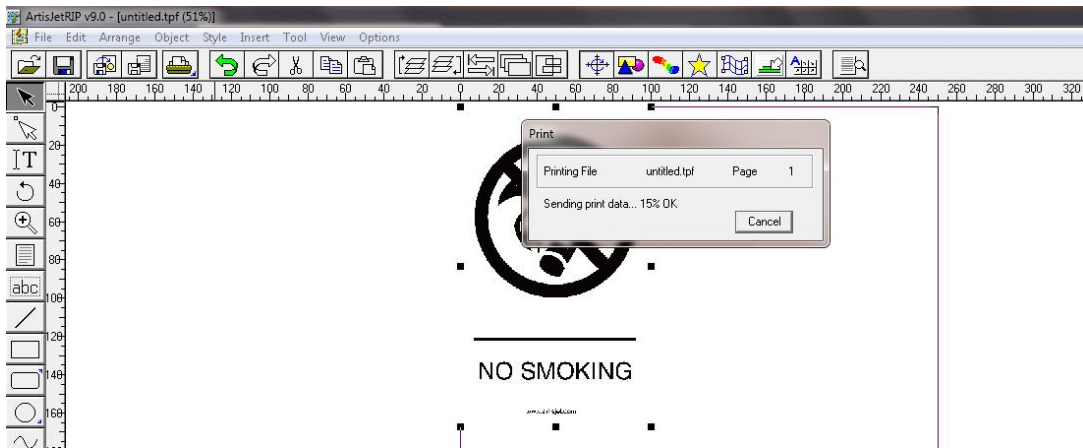 ArtisJetRIP v9.0 - [untitled.tpf (51%)]
File Edit Arrange Object Style Insert Tool View Options
200 180 160 140 120 100 80 60 40 20 0 20 40 60 80 100 120 140 160 180 200 220 240 260 280 300 320
0
20
40
60
80
100
120
140
160
T
abc
Print
Printing File untitled.tpf Page 1
Sending print data... 15% OK
Cancel
NO SMOKING